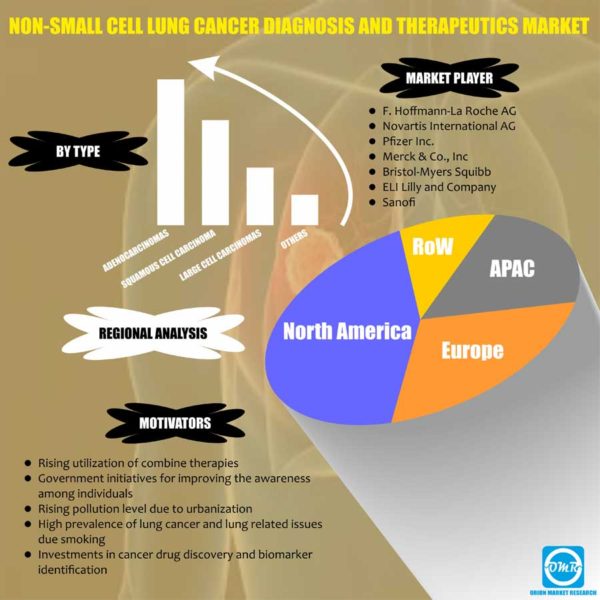 NON-SMALL CELL LUNG CANCER DIAGNOSIS AND THERAPEUTICS MARKET
MARKET PLAYER
● F. Hoffmann-La Roche AG
● Novartis International AG
● Pfizer Inc.
● Merck & Co., Inc
● Bristol-Myers Squibb
● ELI Lilly and Company
● Sanofi
BY TYPE
ADENOCARCINOMAS
SQUAMOUS CELL CARCINOMA
LARGE CELL CARCINOMAS
OTHERS
REGIONAL ANALYSIS
RoW
APAC
North America
Europe
MOTIVATORS
● Rising utilization of combine therapies
● Government initiatives for improving the awareness
among individuals
● Rising pollution level due to urbanization
● High prevalence of lung cancer and lung related issues
due smoking
● Investments in cancer drug discovery and biomarker
identification
OMR
ORION MARKET RESEARCH